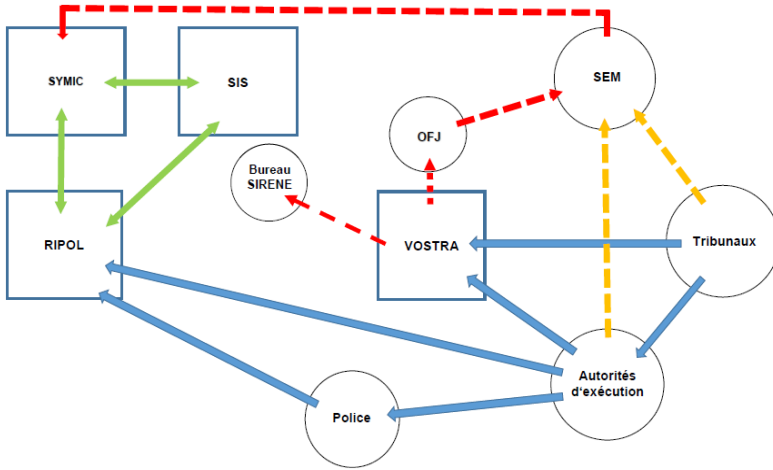 SYMIC
SIS
SEM
OFJ
Bureau
SIRENE
RIPOL
VOSTRA
Tribunaux
Autorités
d'exécution
Police